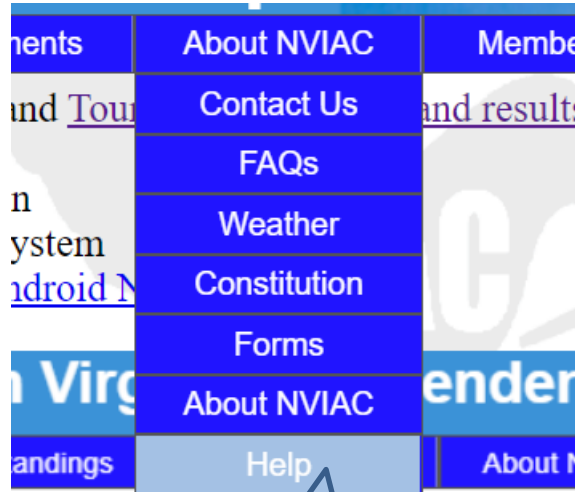 nents About NVIAC Membe
and Tour Contact Us and results
FAQs
n
Weather
ystem
ndroid N Constitution
Forms
n Virg About NVIAC enden
andings Help About N